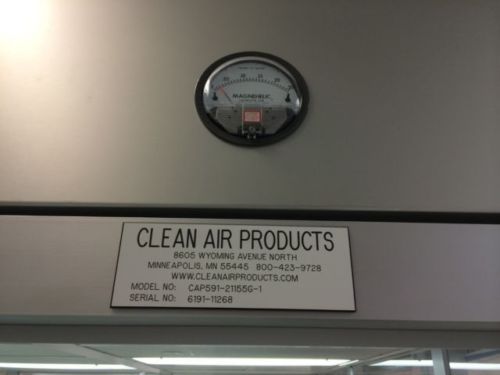 MAGNEHELIC
CLEAN AIR PRODUCTS
8605 WYOMING AVENUE NORTH
MINNEAPOLIS, MN 55445 800-423-9728
WWW.CLEANAIRPRODUCTS.COM
MODEL NO: CAP591-21155G-1
SERIAL NO: 6191-11268